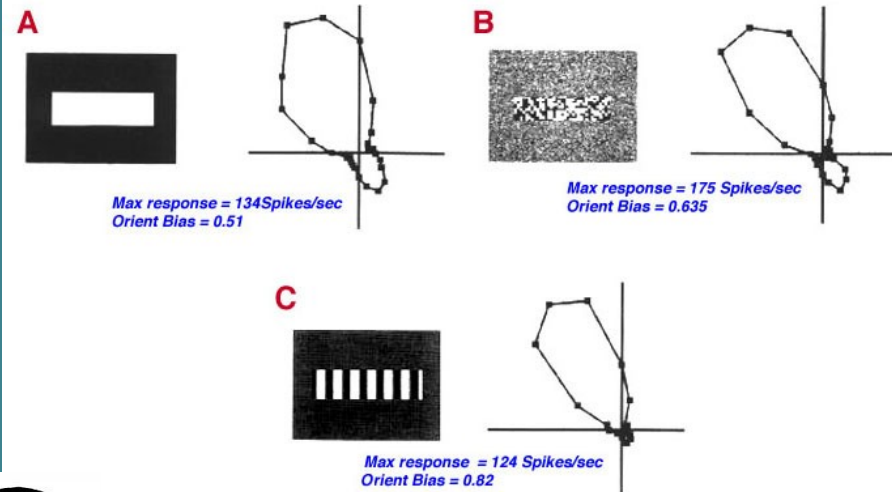 A
B
Max response = 134Spikes/sec
Orient Bias = 0.51
Max response = 175 Spikes/sec
Orient Bias = 0.635
C
Max response = 124 Spikes/sec
Orient Bias = 0.82